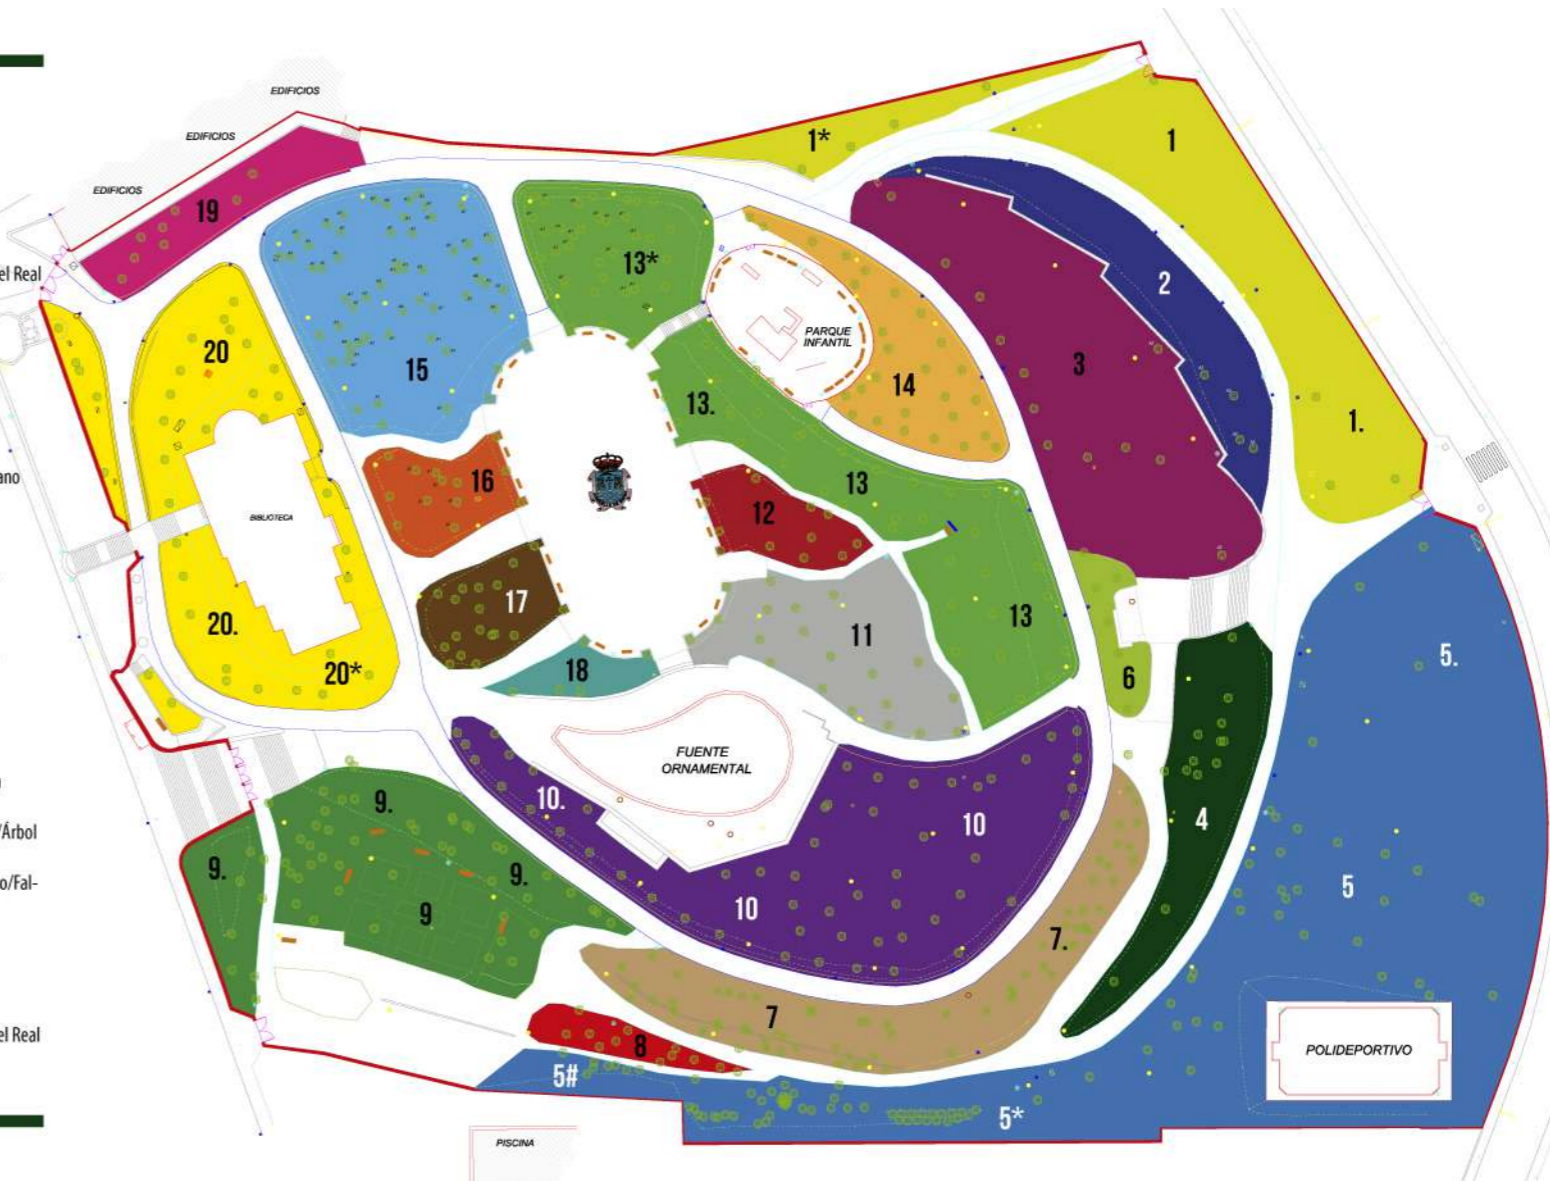 EDIFICIOS
EDIFICIOS
EDIFICIOS
1*
1
19
el Real
13*
2
20
PARQUE
INFANTIL
15
3
14
13.
1.
ano
16
13
12
BIBLIOTECA
17
20.
11
13
18
20*
6
5.
FUENTE
ORNAMENTAL
10.
9.
10
4
/Árbol
9.
9.
5
o/Fal-
9
10
7.
7
el Real
8
POLIDEPORTIVO
5#
5*
PISCINA